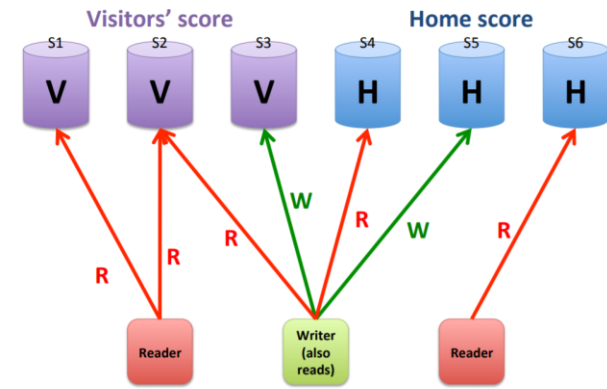 Visitors' score Home score
S1 S2 S3 S4 S5 S6
V V V H H H
W
R R W
R
R R
Reader Writer (also reads) Reader